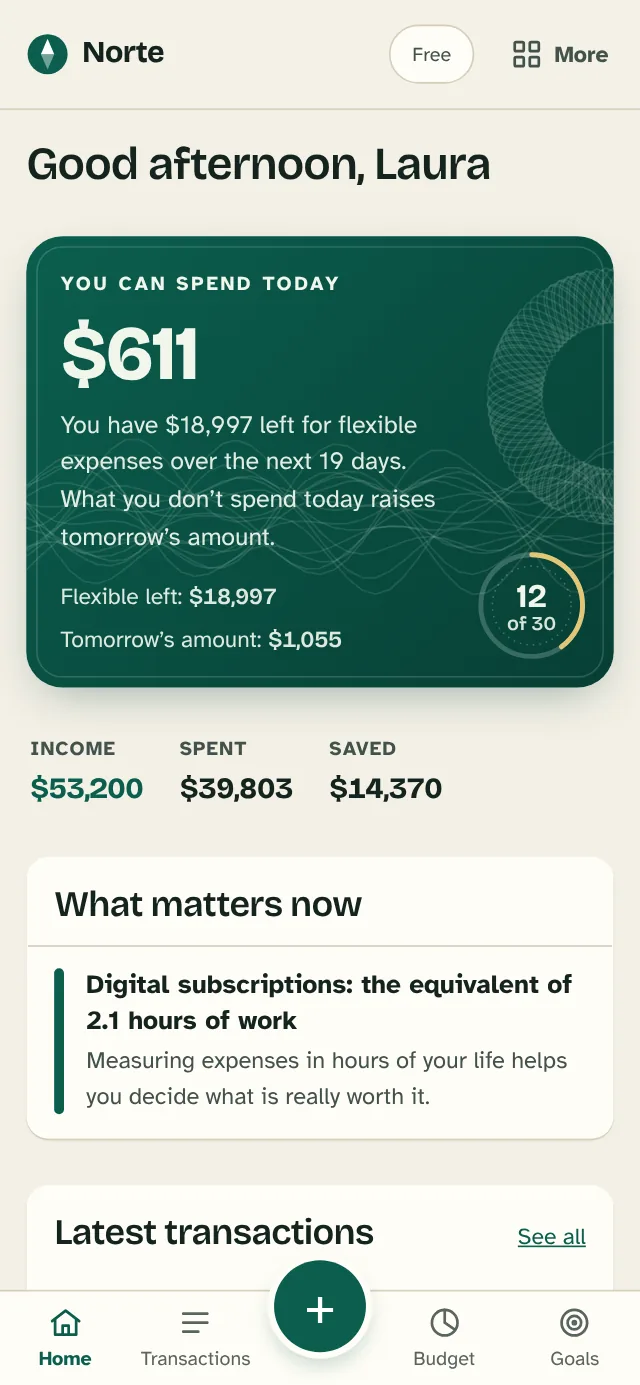 Norte
Free
More
Good afternoon, Laura
YOU CAN SPEND TODAY
$611
You have $18,997 left for flexible
expenses over the next 19 days.
What you don’t spend today raises
tomorrow’s amount.
Flexible left: $18,997
Tomorrow’s amount: $1,055
12
of 30
INCOME
SPENT
SAVED
$53,200
$39,803
$14,370
What matters now
Digital subscriptions: the equivalent of
2.1 hours of work
Measuring expenses in hours of your life helps
you decide what is really worth it.
Latest transactions
See all
Home
Transactions
Budget
Goals